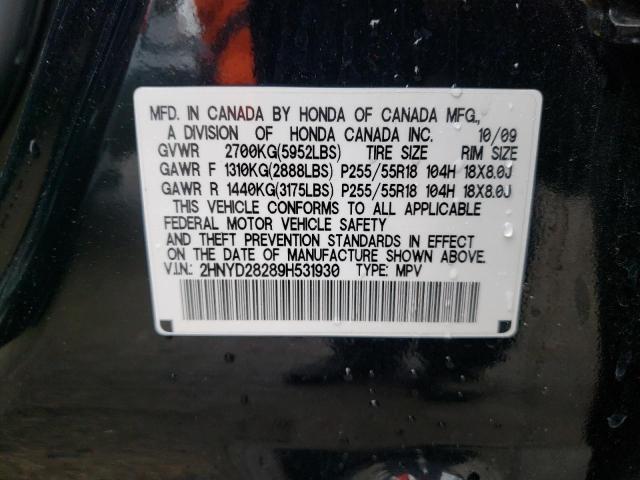 MFD. IN CANADA BY HONDA OF CANADA MFG.,
A DIVISION OF HONDA CANADA INC. 10/09
GVWR 2700KG(5952LBS) TIRE SIZE RIM SIZE
GAWR F 1310KG(2888LBS) P255/55R18 104H 18X8.0J
GAWR R 1440KG(3175LBS) P255/55R18 104H 18X8.0J
THIS VEHICLE CONFORMS TO ALL APPLICABLE
FEDERAL MOTOR VEHICLE SAFETY
AND THEFT PREVENTION STANDARDS IN EFFECT
ON THE DATE OF MANUFACTURE SHOWN ABOVE.
V.I.N.: 2HNYD28289H531930 TYPE: MPV